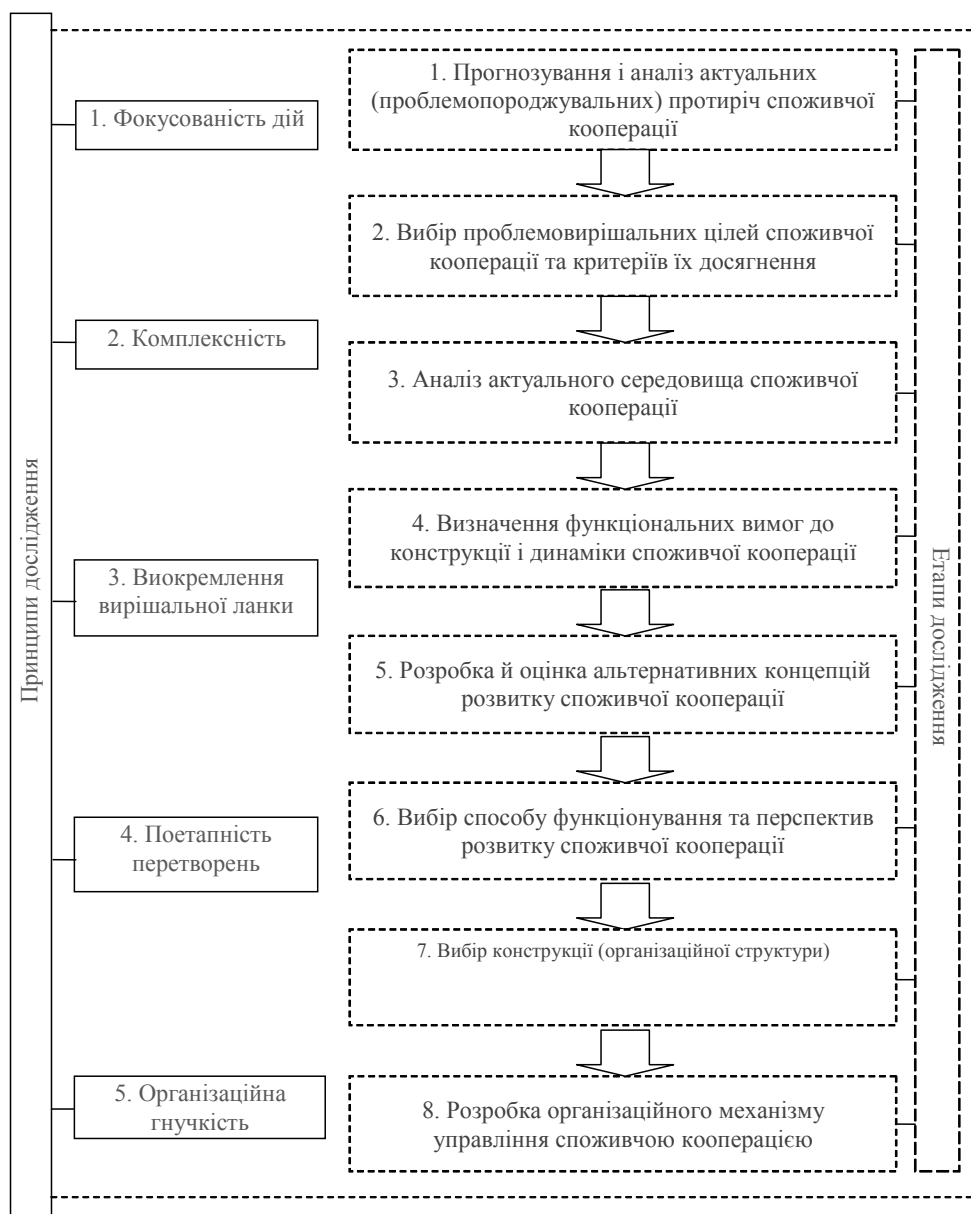 Принципи дослідження
1. Фокусованість дій
2. Комплексність
3. Виокремлення
вирішальної ланки
4. Поетапність
перетворень
5. Організаційна
гнучкість
1. Прогнозування і аналіз актуальних
(проблемопороджувальних) протиріч споживчої
кооперації
2. Вибір проблемовирішальних цілей споживчої
кооперації та критеріїв їх досягнення
3. Аналіз актуального середовища споживчої
кооперації
4. Визначення функціональних вимог до
конструкції і динаміки споживчої кооперації
5. Розробка й оцінка альтернативних концепцій
розвитку споживчої кооперації
6. Вибір способу функціонування та перспектив
розвитку споживчої кооперації
7. Вибір конструкції (організаційної структури)
8. Розробка організаційного механізму
управління споживчою кооперацією
Етапи дослідження